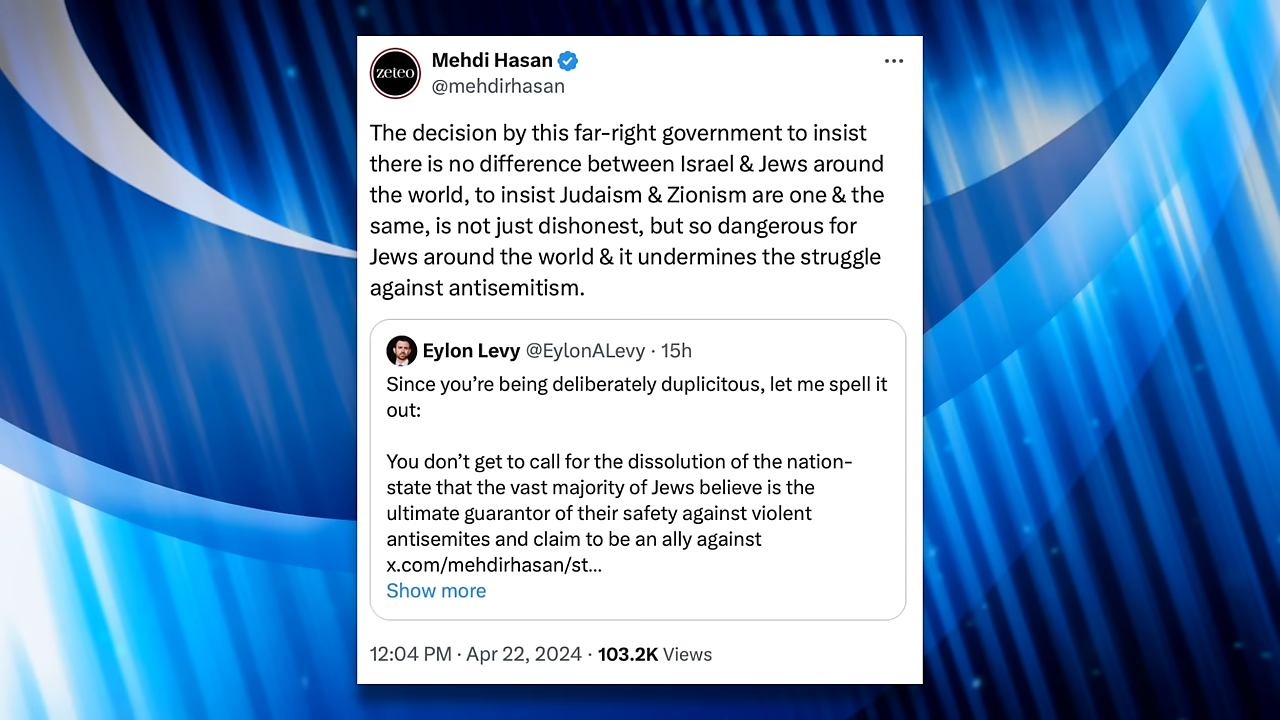 zeteo
Mehdi Hasan
@mehdirhasan
The decision by this far-right government to insist
there is no difference between Israel & Jews around
the world, to insist Judaism & Zionism are one & the
same, is not just dishonest, but so dangerous for
Jews around the world & it undermines the struggle
against antisemitism.
Eylon Levy @EylonALevy · 15h
Since you’re being deliberately duplicitous, let me spell it
out:
You don’t get to call for the dissolution of the nation-
state that the vast majority of Jews believe is the
ultimate guarantor of their safety against violent
antisemites and claim to be an ally against
x.com/mehdirhasan/st…
Show more
12:04 PM · Apr 22, 2024 · 103.2K Views